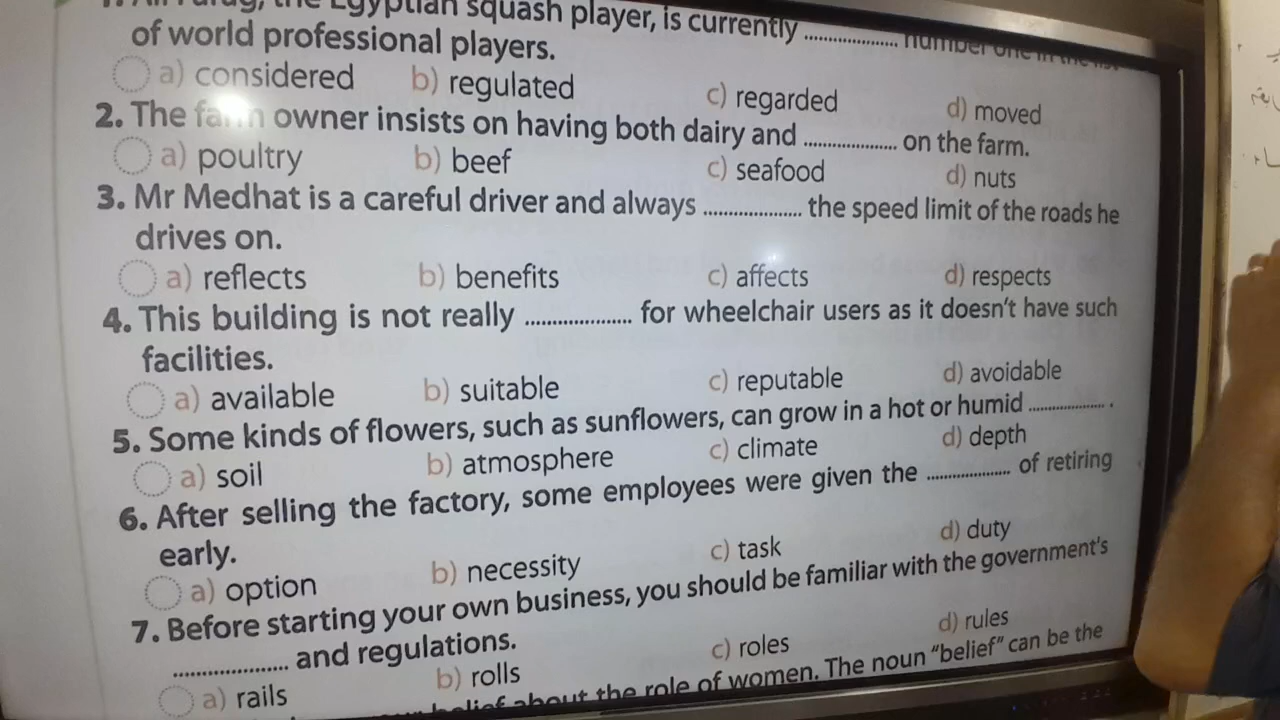 the Egyptian squash player, is currently .................... number one in the list
of world professional players.
a) considered b) regulated c) regarded d) moved
2. The farm owner insists on having both dairy and .................... on the farm.
a) poultry b) beef c) seafood d) nuts
3. Mr Medhat is a careful driver and always .................... the speed limit of the roads he
drives on.
a) reflects b) benefits c) affects d) respects
4. This building is not really .................... for wheelchair users as it doesn't have such
facilities.
a) available b) suitable c) reputable d) avoidable
5. Some kinds of flowers, such as sunflowers, can grow in a hot or humid .................... .
a) soil b) atmosphere c) climate d) depth
6. After selling the factory, some employees were given the .................... of retiring
early.
a) option b) necessity c) task d) duty
7. Before starting your own business, you should be familiar with the government's
.................... and regulations.
a) rails b) rolls c) roles d) rules
belief about the role of women. The noun "belief" can be the